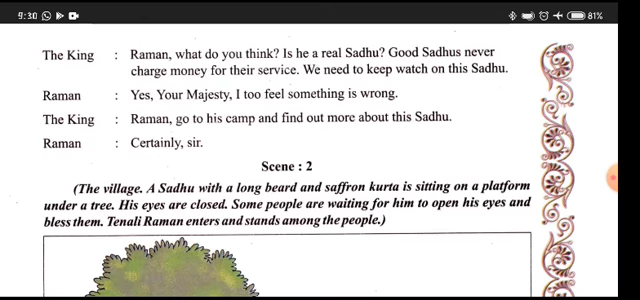 9:30 81%
The King : Raman, what do you think? Is he a real Sadhu? Good Sadhus never
charge money for their service. We need to keep watch on this Sadhu.
Raman : Yes, Your Majesty, I too feel something is wrong.
The King : Raman, go to his camp and find out more about this Sadhu.
Raman : Certainly, sir.
Scene : 2
(The village. A Sadhu with a long beard and saffron kurta is sitting on a platform
under a tree. His eyes are closed. Some people are waiting for him to open his eyes and
bless them. Tenali Raman enters and stands among the people.)